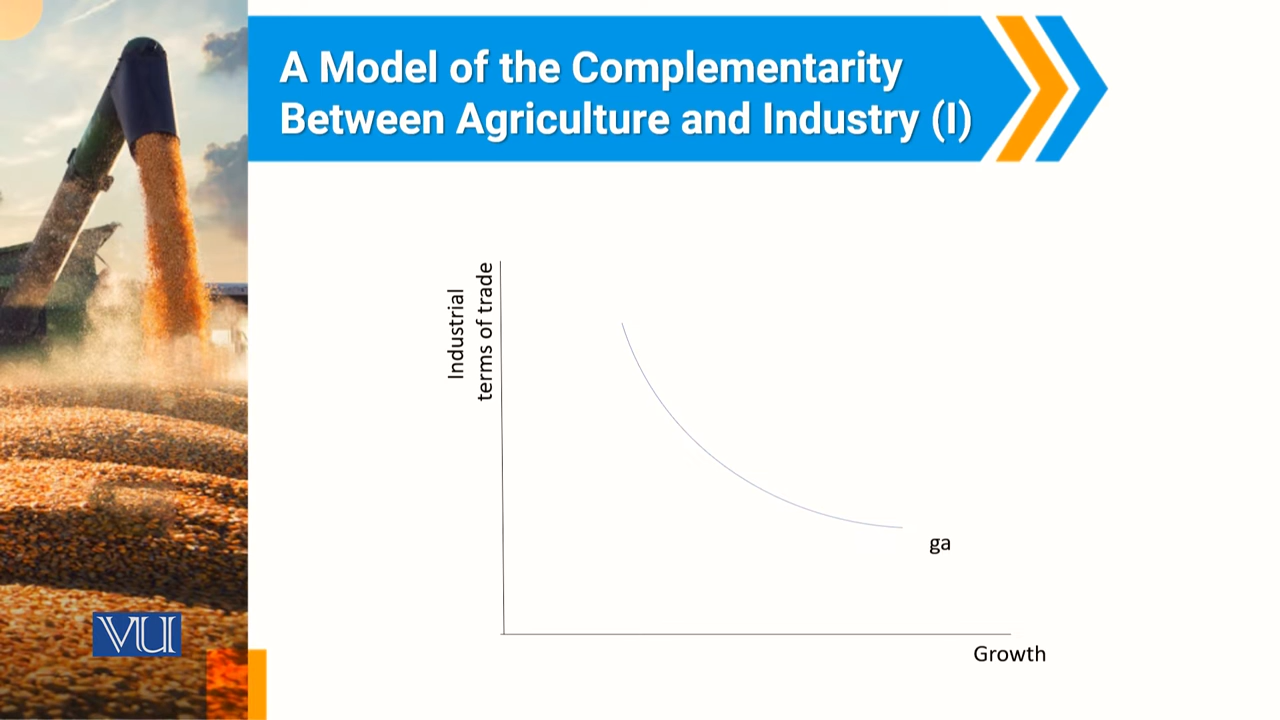 A Model of the Complementarity
Between Agriculture and Industry (I)
Industrial
terms of trade
ga
Growth
VU